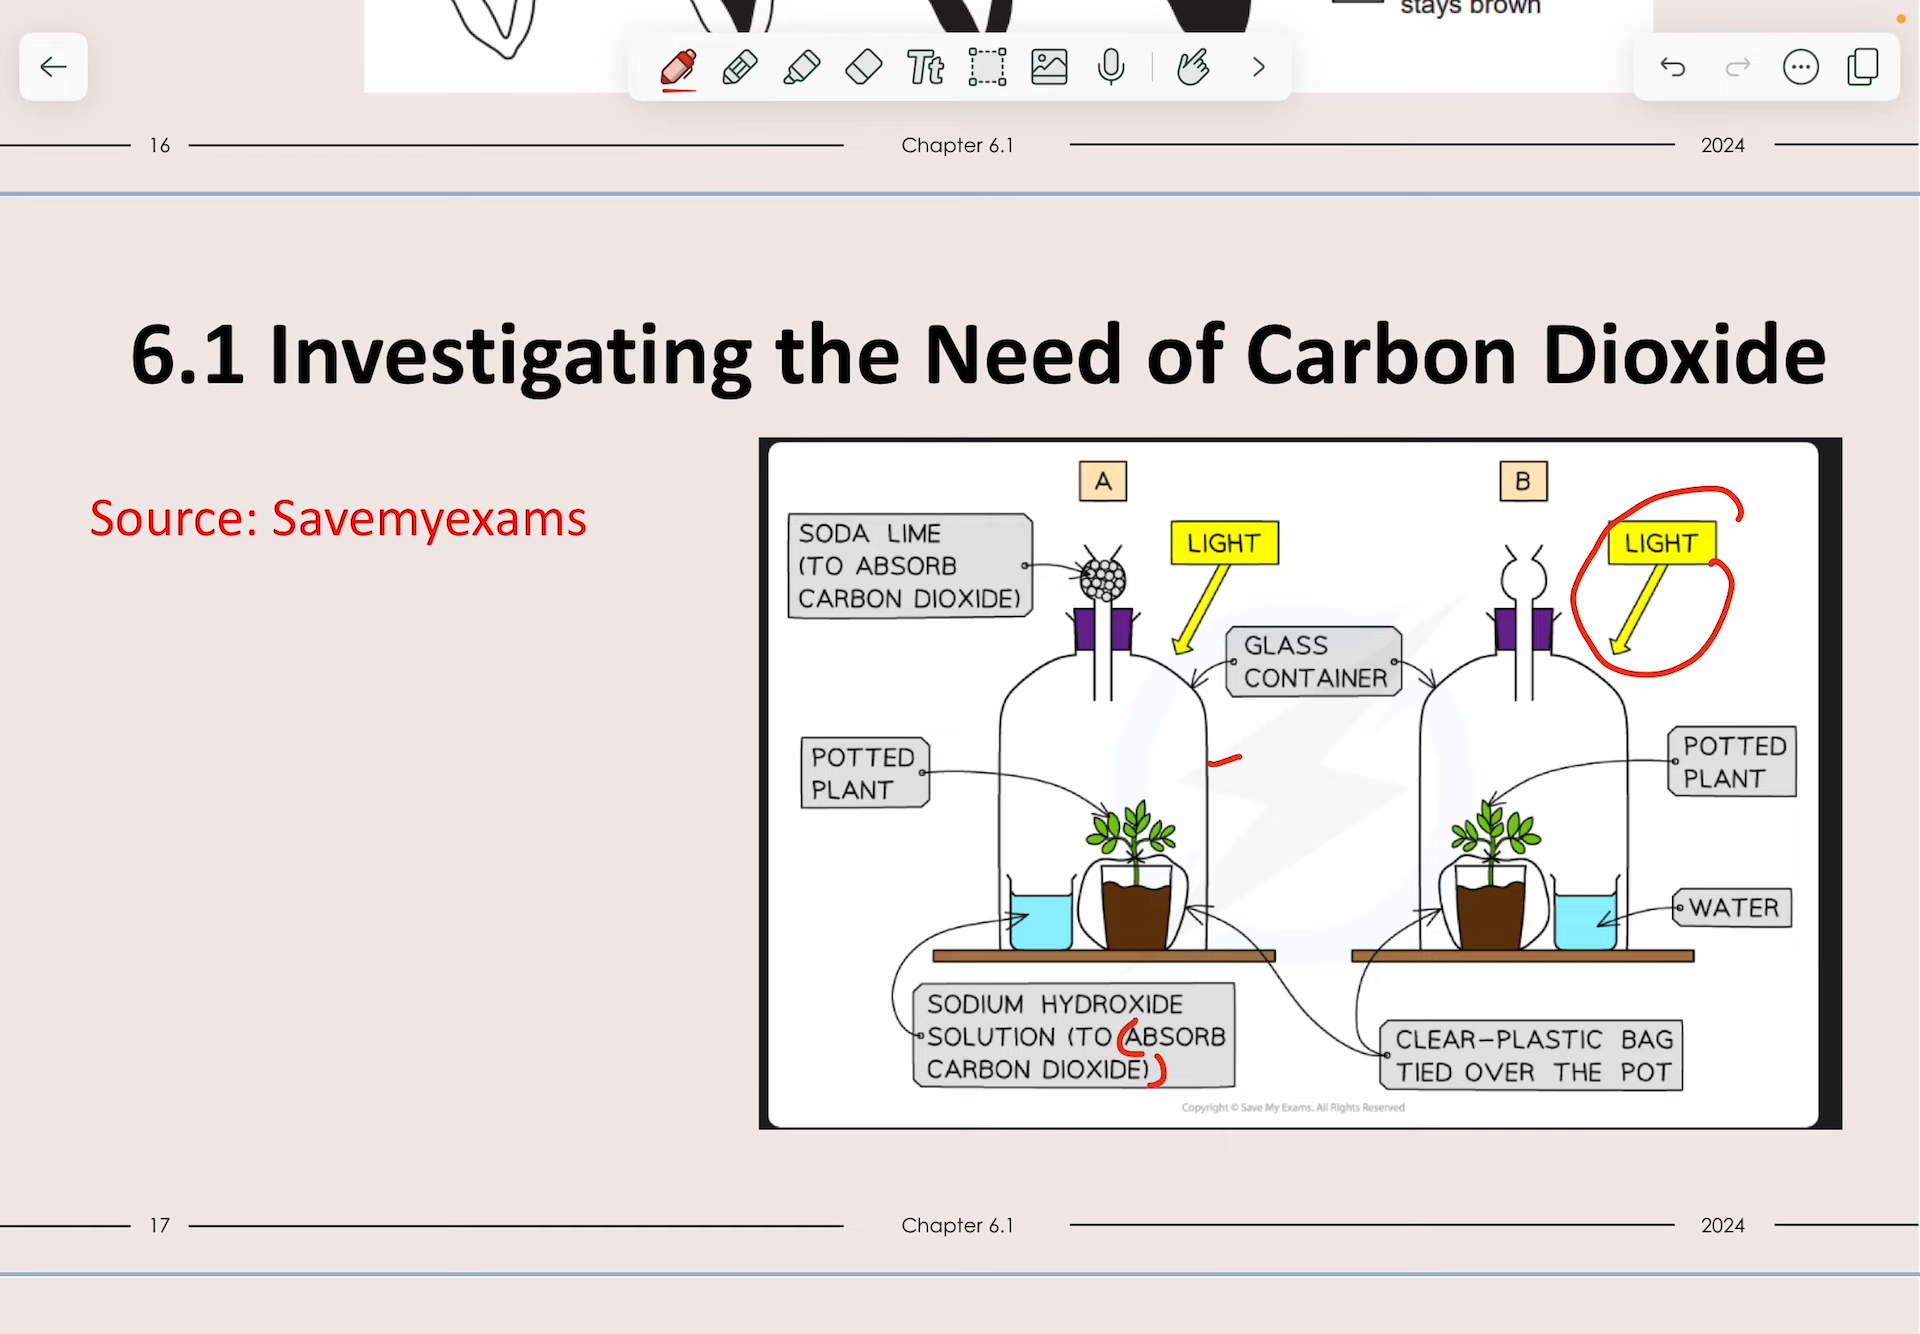 stays brown
Tt
16
Chapter 6.1
2024
6.1 Investigating the Need of Carbon Dioxide
Source: Savemyexams
A
B
SODA LIME
(TO ABSORB
CARBON DIOXIDE)
LIGHT
LIGHT
GLASS
CONTAINER
POTTED
PLANT
POTTED
PLANT
WATER
SODIUM HYDROXIDE
SOLUTION (TO ABSORB
CARBON DIOXIDE)
CLEAR-PLASTIC BAG
TIED OVER THE POT
Copyright © Save My Exams. All Rights Reserved
17
Chapter 6.1
2024